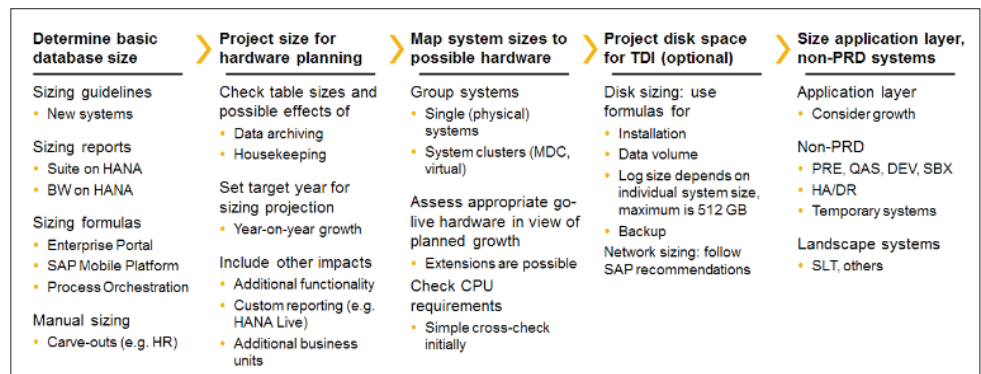 Determine basic
database size
Sizing guidelines
• New systems
Sizing reports
• Suite on HANA
• BW on HANA
Sizing formulas
• Enterprise Portal
• SAP Mobile Platform
• Process Orchestration
Manual sizing
• Carve-outs (e.g. HR)
Project size for
hardware planning
Check table sizes and
possible effects of
• Data archiving
• Housekeeping
Set target year for
sizing projection
• Year-on-year growth
Include other impacts
• Additional functionality
• Custom reporting (e.g.
HANA Live)
• Additional business
units
Map system sizes to
possible hardware
Group systems
• Single (physical)
systems
• System clusters (MDC,
virtual)
Assess appropriate go-
live hardware in view of
planned growth
• Extensions are possible
Check CPU
requirements
• Simple cross-check
initially
Project disk space
for TDI (optional)
Disk sizing: use
formulas for
• Installation
• Data volume
• Log size depends on
individual system size,
maximum is 512 GB
• Backup
Network sizing: follow
SAP recommendations
Size application layer,
non-PRD systems
Application layer
• Consider growth
Non-PRD
• PRE, QAS, DEV, SBX
• HA/DR
• Temporary systems
Landscape systems
• SLT, others